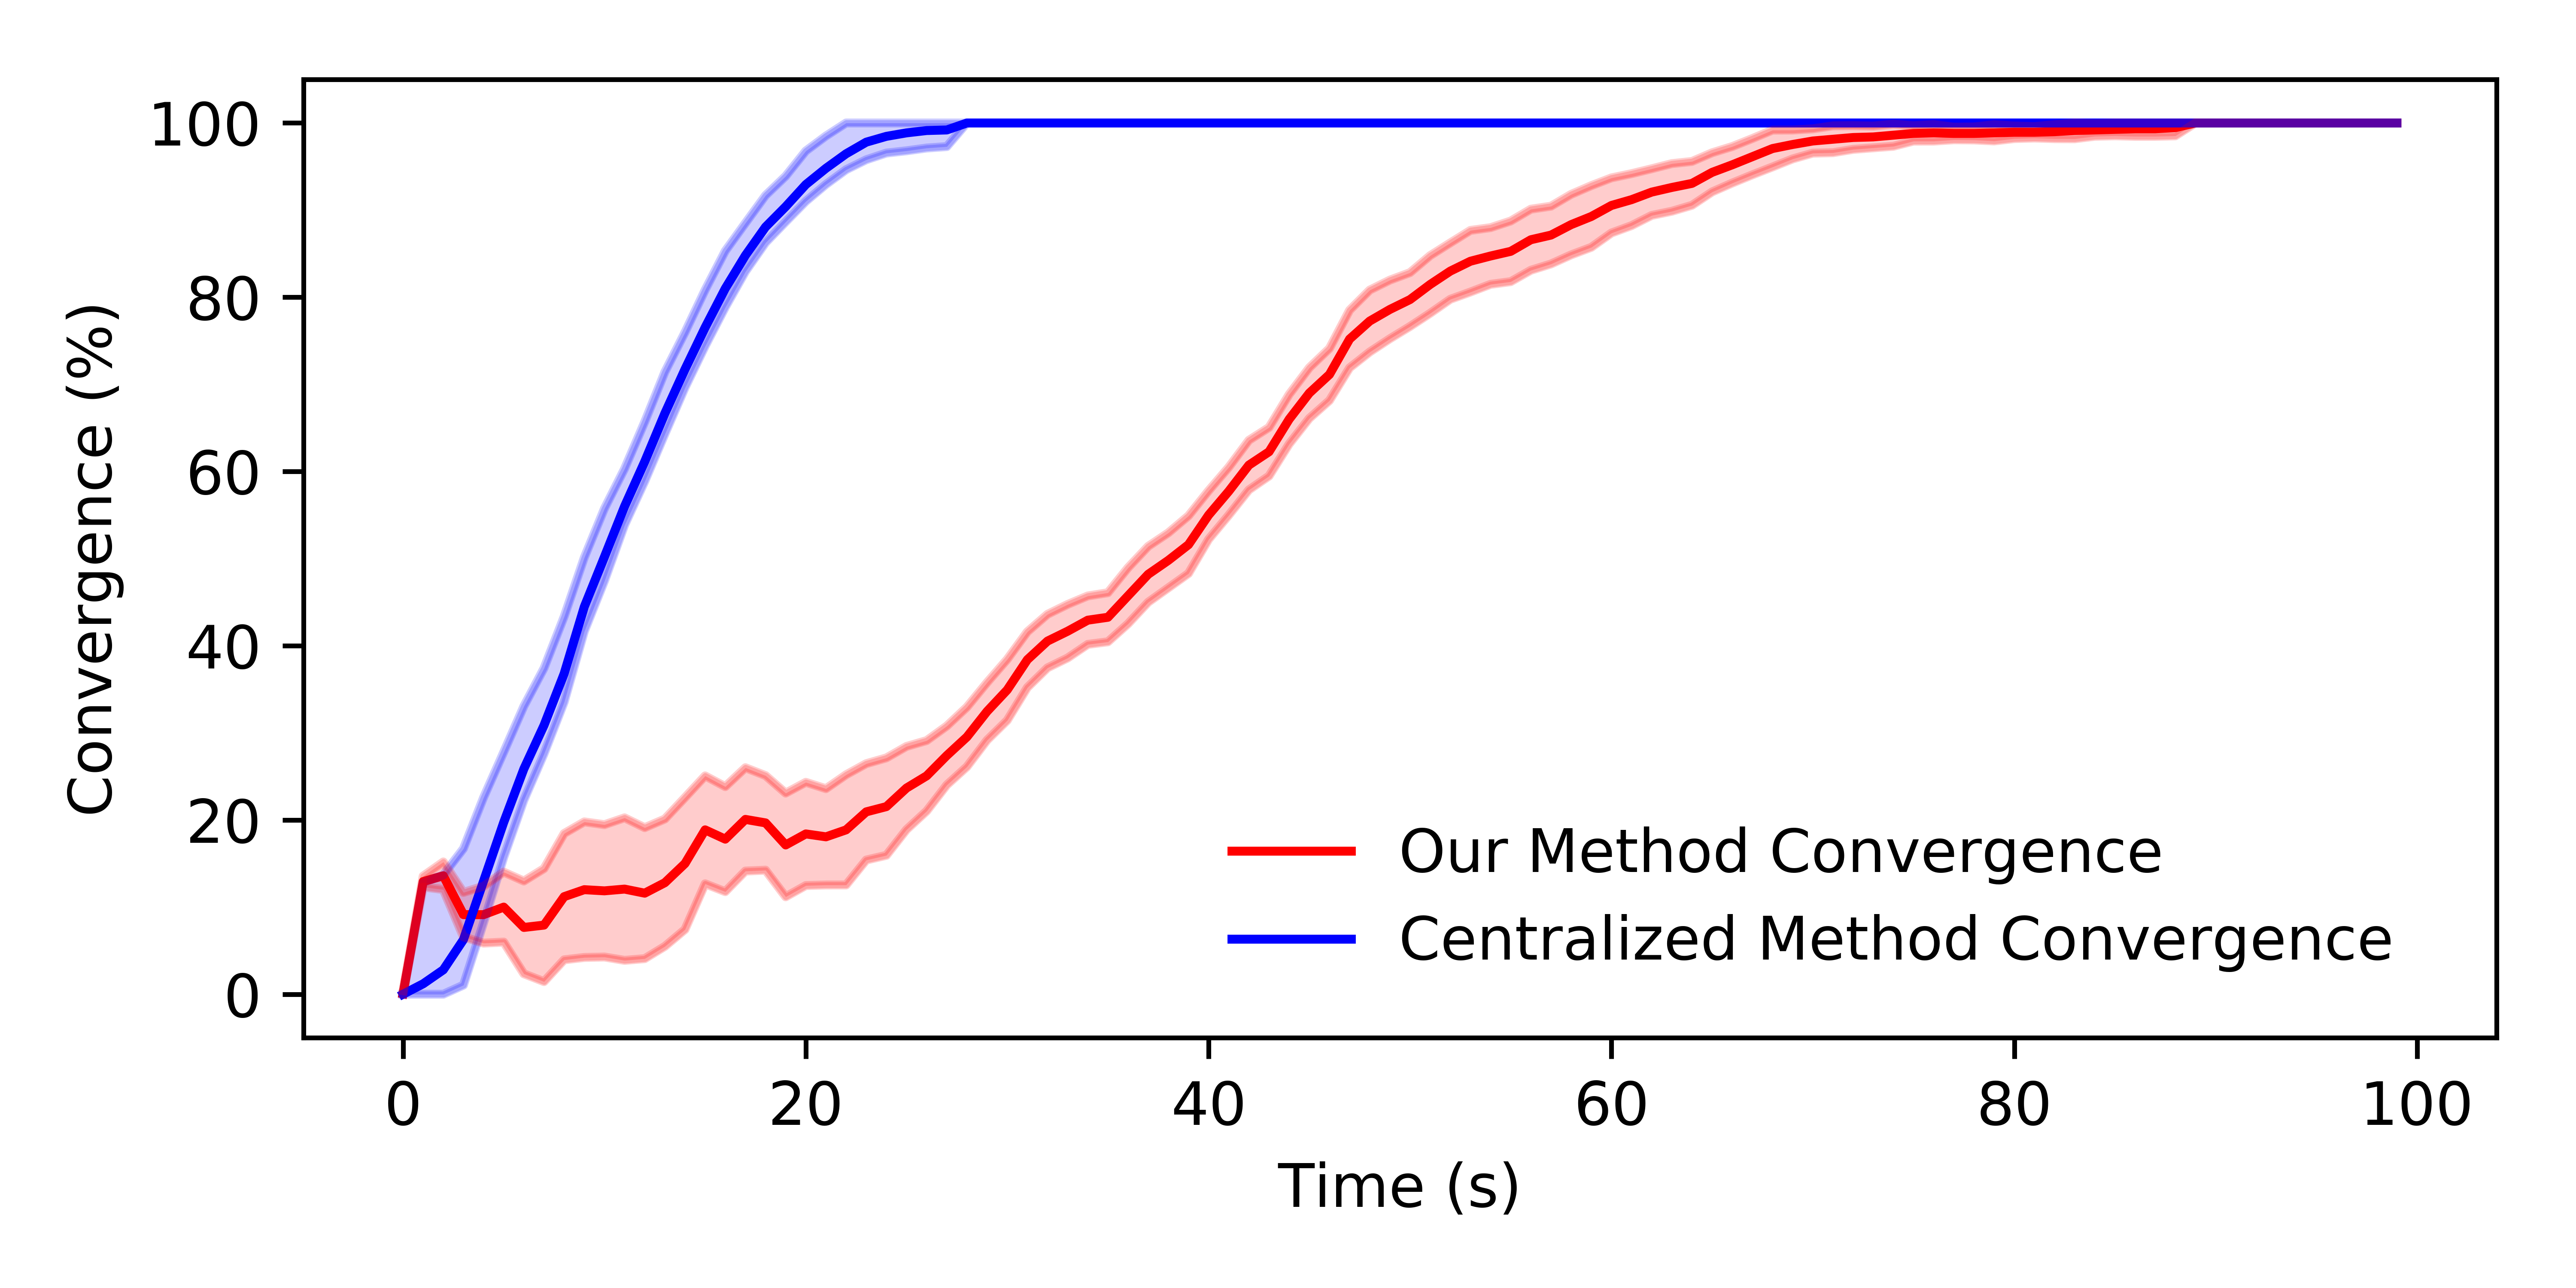 100
80
60
40
20
0
Convergence (%)
Our Method Convergence
Centralized Method Convergence
0 20 40 60 80 100
Time (s)